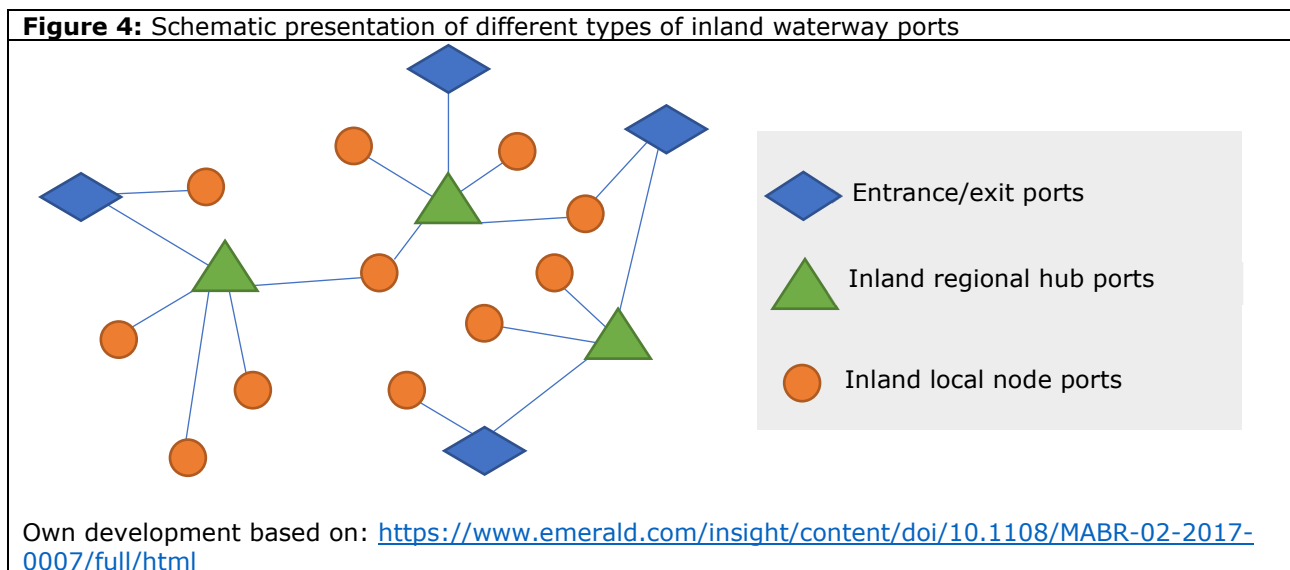 Figure 4: Schematic presentation of different types of inland waterway ports
Entrance/exit ports
Inland regional hub ports
Inland local node ports
Own development based on: https://www.emerald.com/insight/content/doi/10.1108/MABR-02-2017-
0007/full/html